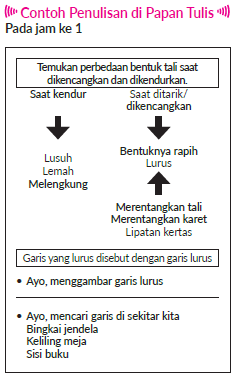 Contoh Penulisan di Papan Tulis
Pada jam ke 1
Temukan perbedaan bentuk tali saat
dikencangkan dan dikendurkan.
Saat kendur
Saat ditarik/
dikencangkan
Lusuh
Lemah
Melengkung
Bentuknya rapih
Lurus
Merentangkan tali
Merentangkan karet
Lipatan kertas
Garis yang lurus disebut dengan garis lurus
• Ayo, menggambar garis lurus
• Ayo, mencari garis di sekitar kita
Bingkai jendela
Keliling meja
Sisi buku